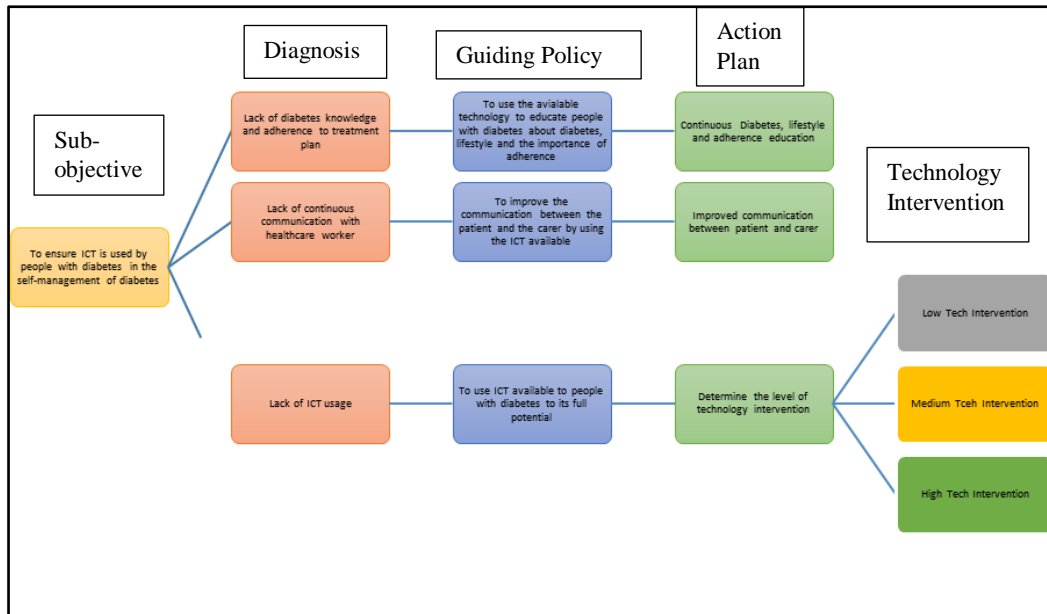 Diagnosis
Guiding Policy
Action
Plan
Sub-
objective
Technology
Intervention
To ensure ICT is used by
people with diabetes in the
self-management of diabetes
Lack of diabetes knowledge
and adherence to treatment
plan
To use the avialable
technology to educate people
with diabetes about diabetes,
lifestyle and the importance of
adherence
Continuous Diabetes, lifestyle
and adherence education
Lack of continuous
communication with
healthcare worker
To improve the
communication between the
patient and the carer by using
the ICT available
Improved communication
between patient and carer
Lack of ICT usage
To use ICT available to people
with diabetes to its full
potential
Determine the level of
technology intervention
Low Tech Intervention
Medium Tceh Intervention
High Tech Intervention